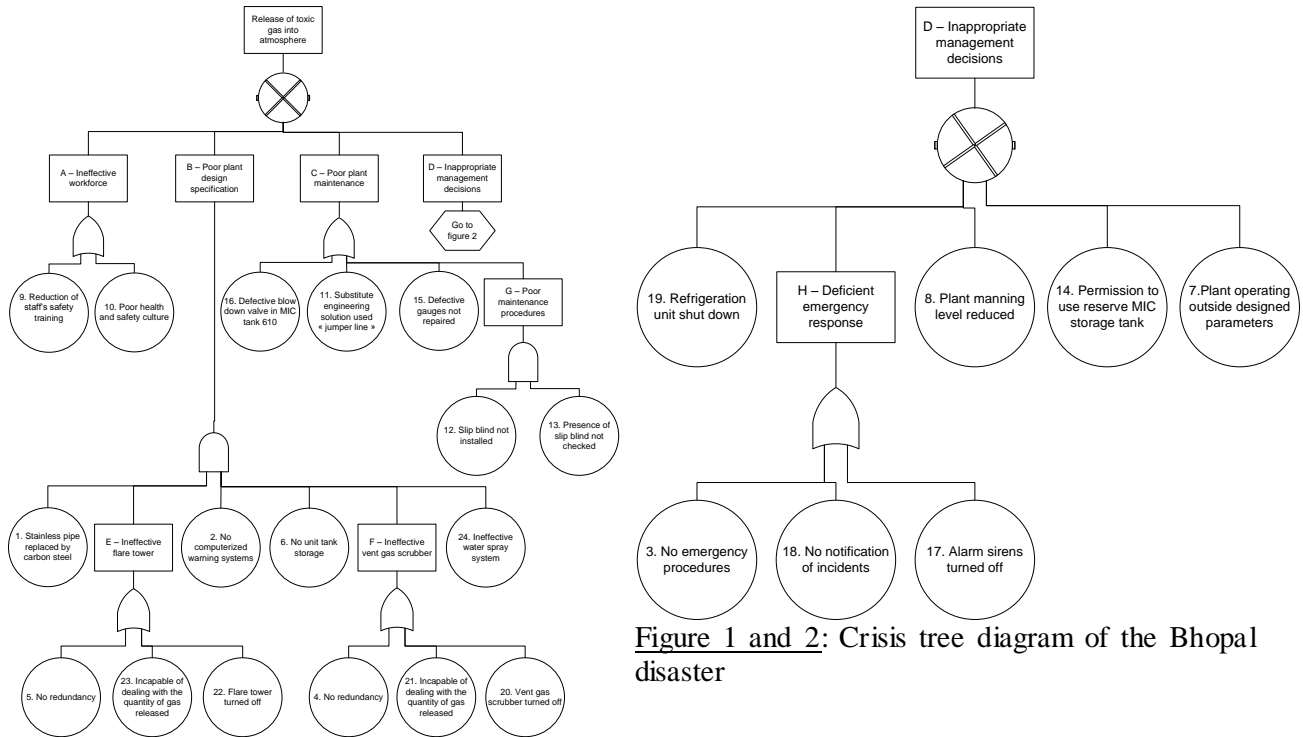 Release of toxic
gas into
atmosphere
A – Ineffective
workforce
B – Poor plant
design
specification
C – Poor plant
maintenance
D – Inappropriate
management
decisions
Go to
figure 2
9. Reduction of
staff's safety
training
10. Poor health
and safety culture
16. Defective blow
down valve in MIC
tank 610
11. Substitute
engineering
solution used
« jumper line »
15. Defective
gauges not
repaired
G – Poor
maintenance
procedures
12. Slip blind not
installed
13. Presence of
slip blind not
checked
1. Stainless pipe
replaced by
carbon steel
E – Ineffective
flare tower
2. No
computerized
warning systems
6. No unit tank
storage
F – Ineffective
vent gas scrubber
24. Ineffective
water spray
system
5. No redundancy
23. Incapable of
dealing with the
quantity of gas
released
22. Flare tower
turned off
4. No redundancy
21. Incapable of
dealing with the
quantity of gas
released
20. Vent gas
scrubber turned off
D – Inappropriate
management
decisions
19. Refrigeration
unit shut down
H – Deficient
emergency
response
8. Plant manning
level reduced
14. Permission to
use reserve MIC
storage tank
7.Plant operating
outside designed
parameters
3. No emergency
procedures
18. No notification
of incidents
17. Alarm sirens
turned off
Figure 1 and 2: Crisis tree diagram of the Bhopal
disaster